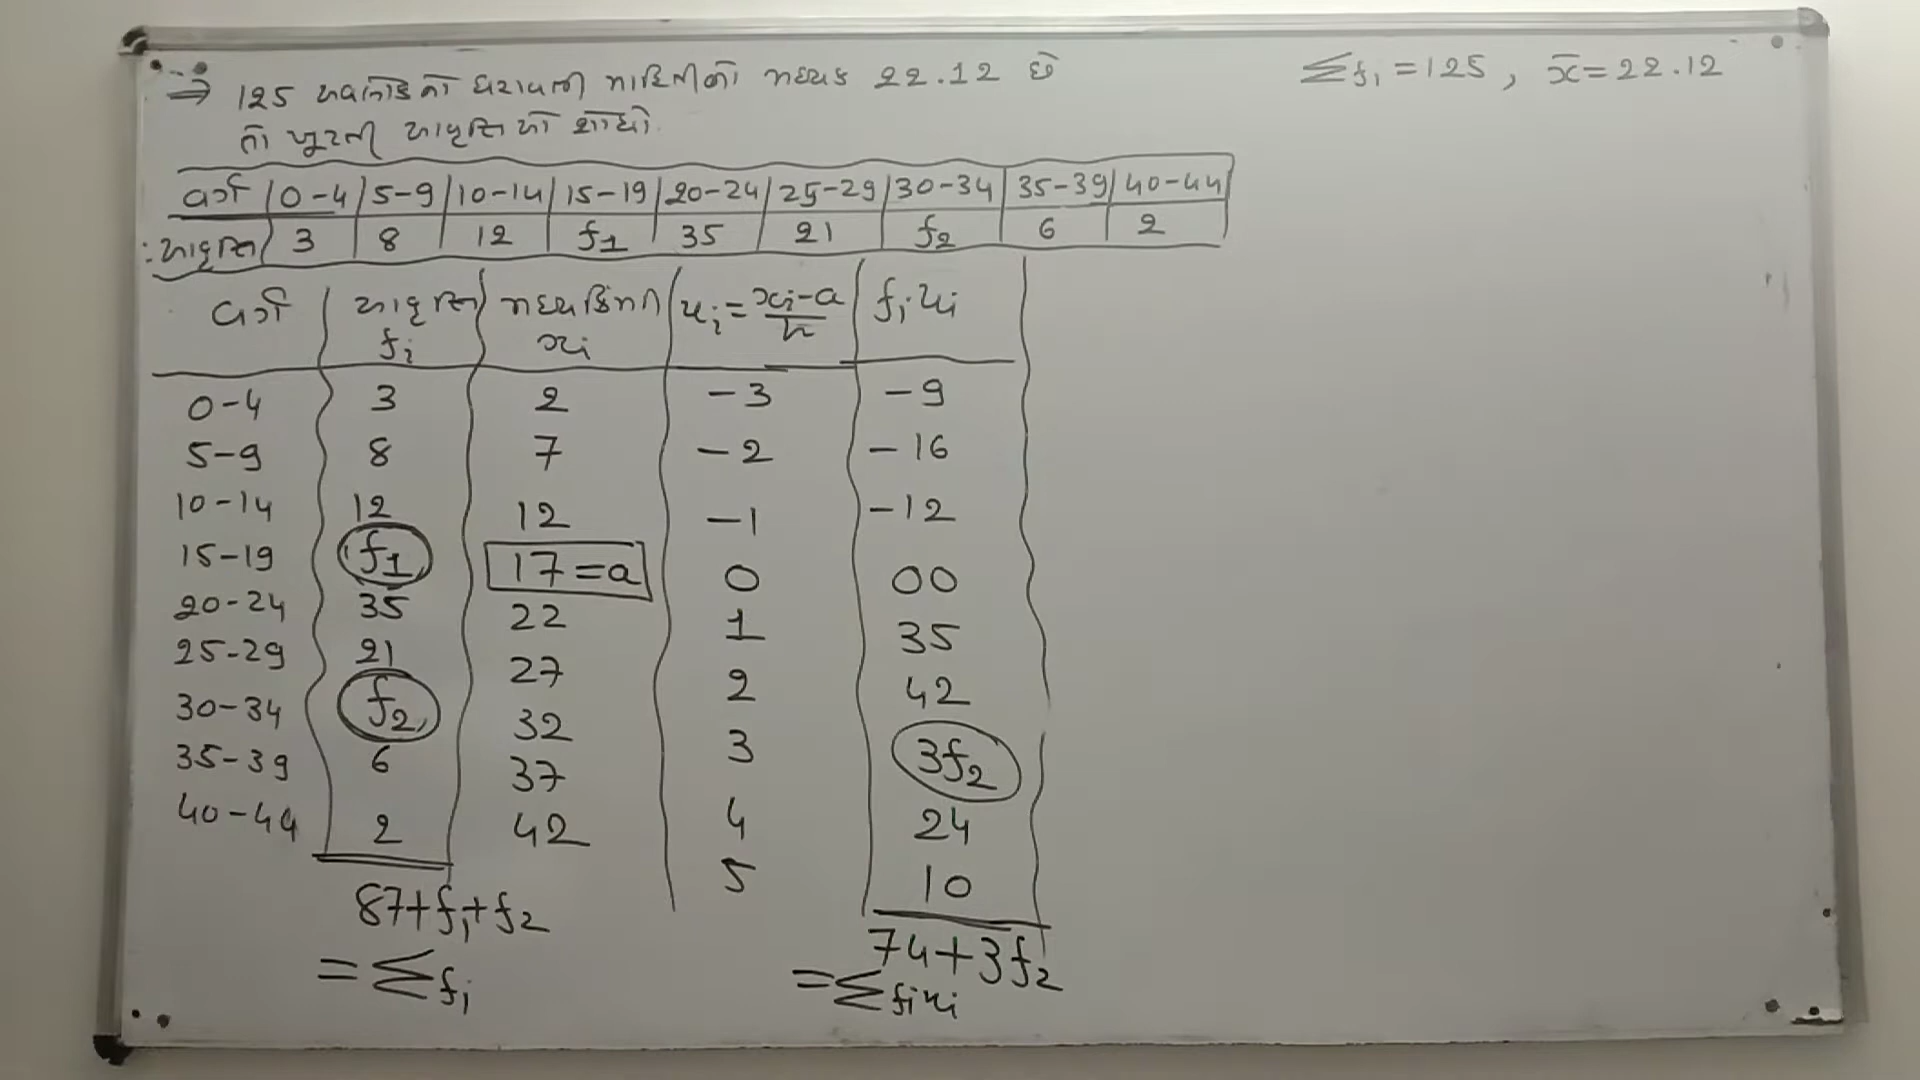 ⇒ 125 અવલોકનો ધરાવતી માહિતીનો મધ્યક 22.12 છે
તો ખૂટતી આવૃત્તિઓ શોધો.
Σfi = 125, x̄ = 22.12
વર્ગ 0-4 5-9 10-14 15-19 20-24 25-29 30-34 35-39 40-44
આવૃત્તિ 3 8 12 f1 35 21 f2 6 2
વર્ગ આવૃત્તિ fi મધ્યકિંમત xi ui = (xi-a)/h fiui
0-4 3 2 -3 -9
5-9 8 7 -2 -16
10-14 12 12 -1 -12
15-19 f1 17=a 0 00
20-24 35 22 1 35
25-29 21 27 2 42
30-34 f2 32 3 3f2
35-39 6 37 4 24
40-44 2 42 5 10
87+f1+f2 74+3f2
=Σfi =Σfiui